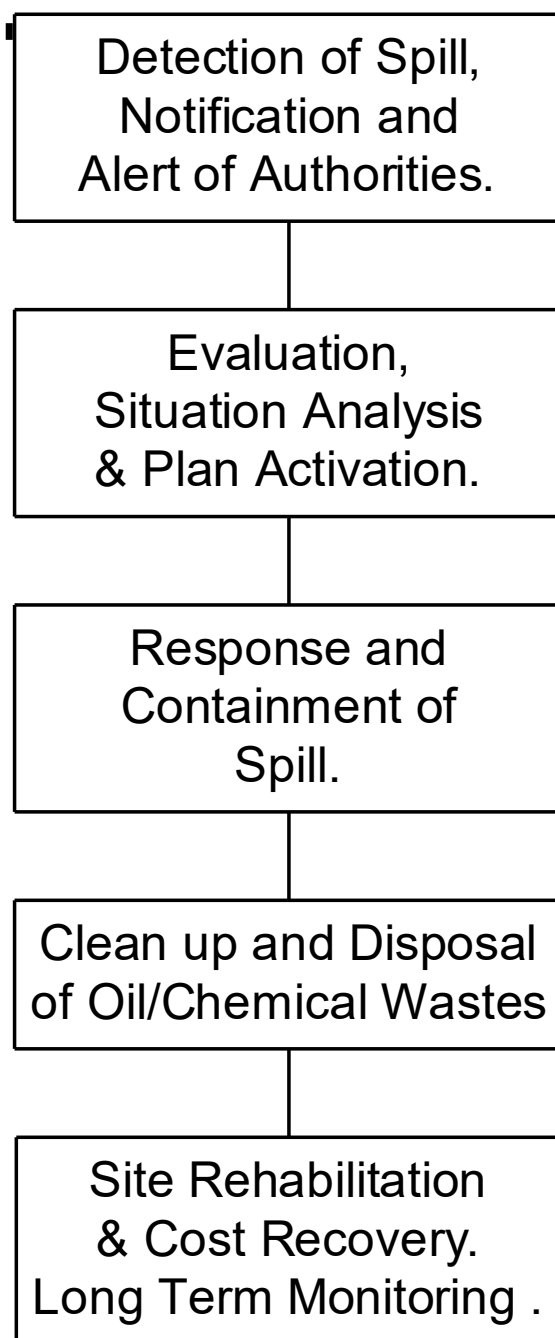 Detection of Spill,
Notification and
Alert of Authorities.
Evaluation,
Situation Analysis
& Plan Activation.
Response and
Containment of
Spill.
Clean up and Disposal
of Oil/Chemical Wastes
Site Rehabilitation
& Cost Recovery.
Long Term Monitoring .